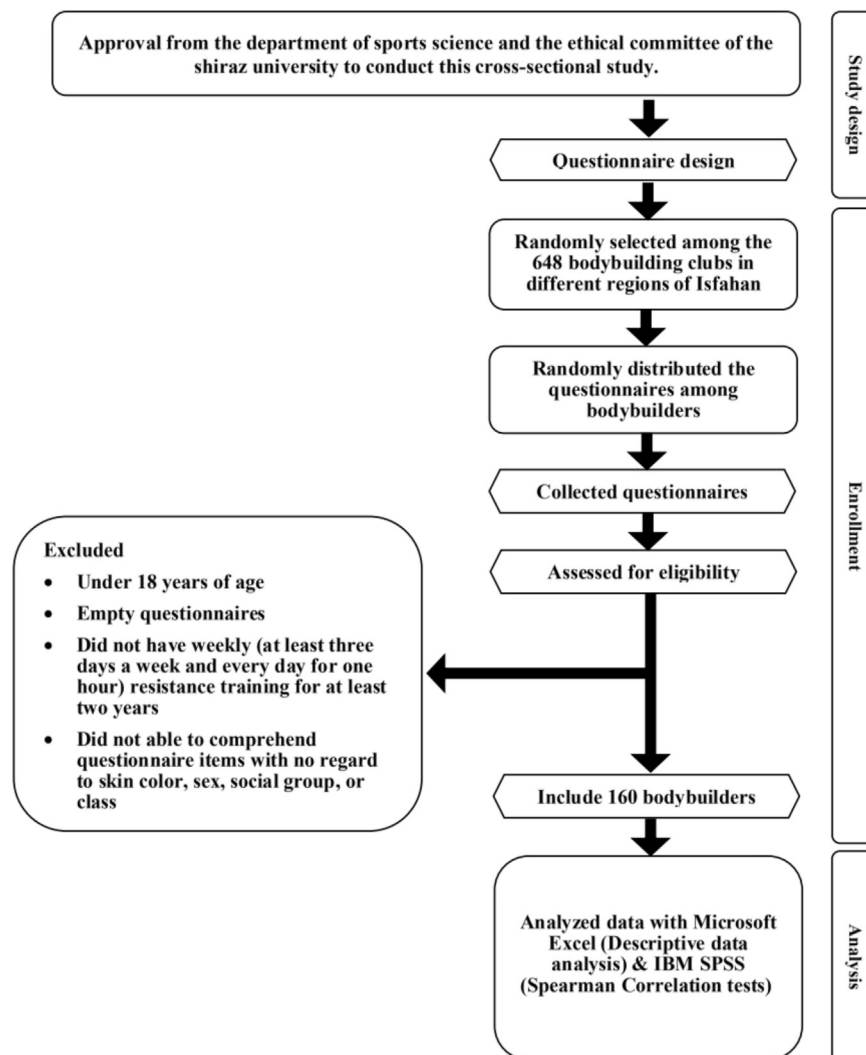 Approval from the department of sports science and the ethical committee of the
shiraz university to conduct this cross-sectional study.
Study design
Questionnaire design
Randomly selected among the
648 bodybuilding clubs in
different regions of Isfahan
Randomly distributed the
questionnaires among
bodybuilders
Collected questionnaires
Enrollment
Assessed for eligibility
Excluded
• Under 18 years of age
• Empty questionnaires
• Did not have weekly (at least three
days a week and every day for one
hour) resistance training for at least
two years
• Did not able to comprehend
questionnaire items with no regard
to skin color, sex, social group, or
class
Include 160 bodybuilders
Analyzed data with Microsoft
Excel (Descriptive data
analysis) & IBM SPSS
(Spearman Correlation tests)
Analysis